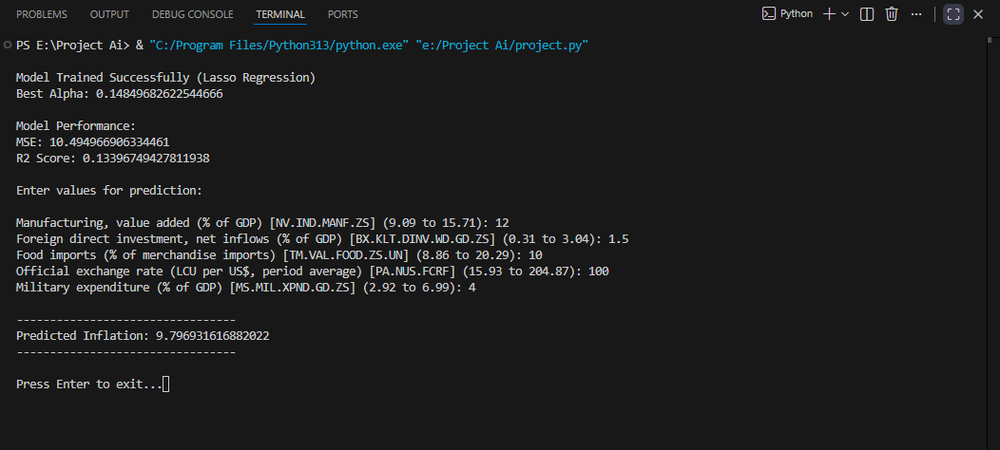 PROBLEMS OUTPUT DEBUG CONSOLE TERMINAL PORTS Python
PS E:\Project Ai> & "C:/Program Files/Python313/python.exe" "e:/Project Ai/project.py"
Model Trained Successfully (Lasso Regression)
Best Alpha: 0.14849682622544666
Model Performance:
MSE: 10.494966906334461
R2 Score: 0.13396749427811938
Enter values for prediction:
Manufacturing, value added (% of GDP) [NV.IND.MANF.ZS] (9.09 to 15.71): 12
Foreign direct investment, net inflows (% of GDP) [BX.KLT.DINV.WD.GD.ZS] (0.31 to 3.04): 1.5
Food imports (% of merchandise imports) [TM.VAL.FOOD.ZS.UN] (8.86 to 20.29): 10
Official exchange rate (LCU per US$, period average) [PA.NUS.FCRF] (15.93 to 204.87): 100
Military expenditure (% of GDP) [MS.MIL.XPND.GD.ZS] (2.92 to 6.99): 4
---------------------------------
Predicted Inflation: 9.796931616882022
---------------------------------
Press Enter to exit...